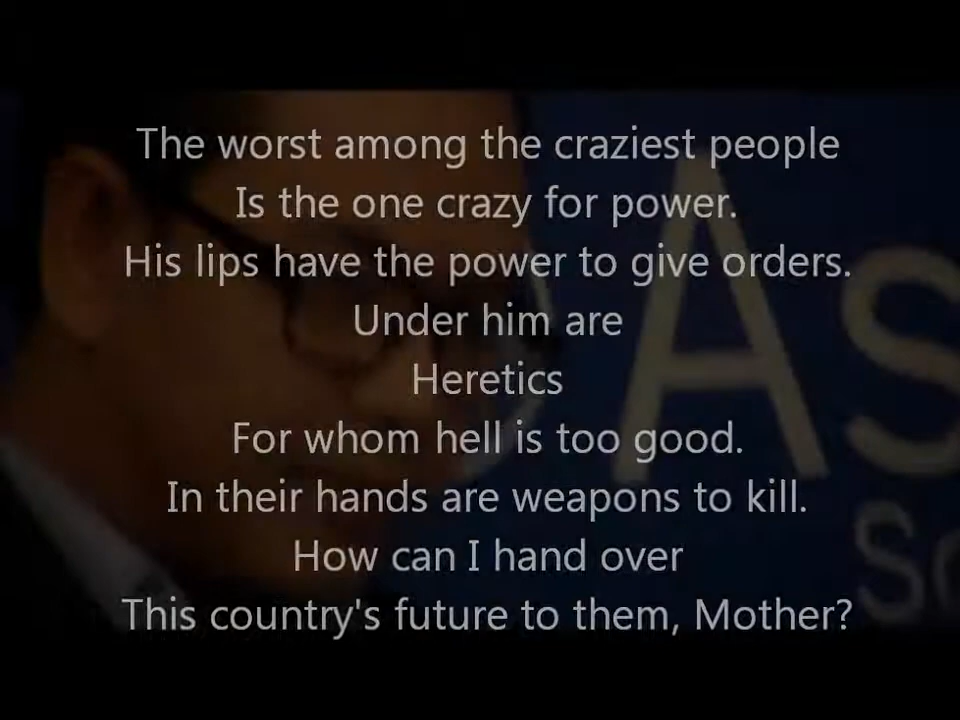 The worst among the craziest people
Is the one crazy for power.
His lips have the power to give orders.
Under him are
Heretics
For whom hell is too good.
In their hands are weapons to kill.
How can I hand over
This country's future to them, Mother?
As
So